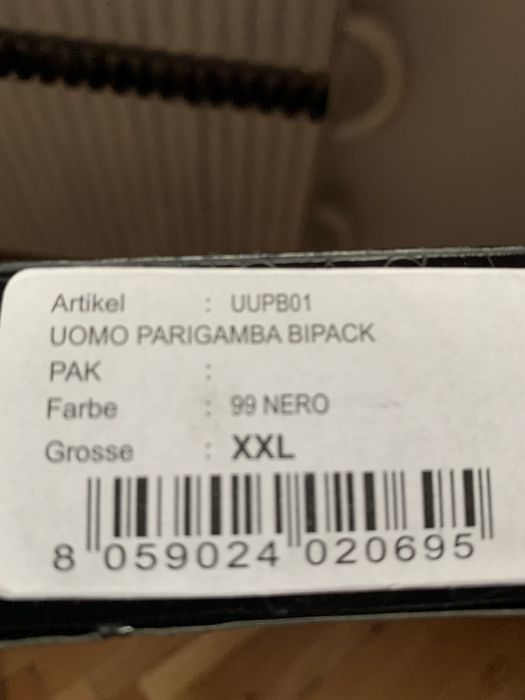 Artikel : UUPB01
UOMO PARIGAMBA BIPACK
PAK :
Farbe : 99 NERO
Grosse : XXL
8 059024 020695